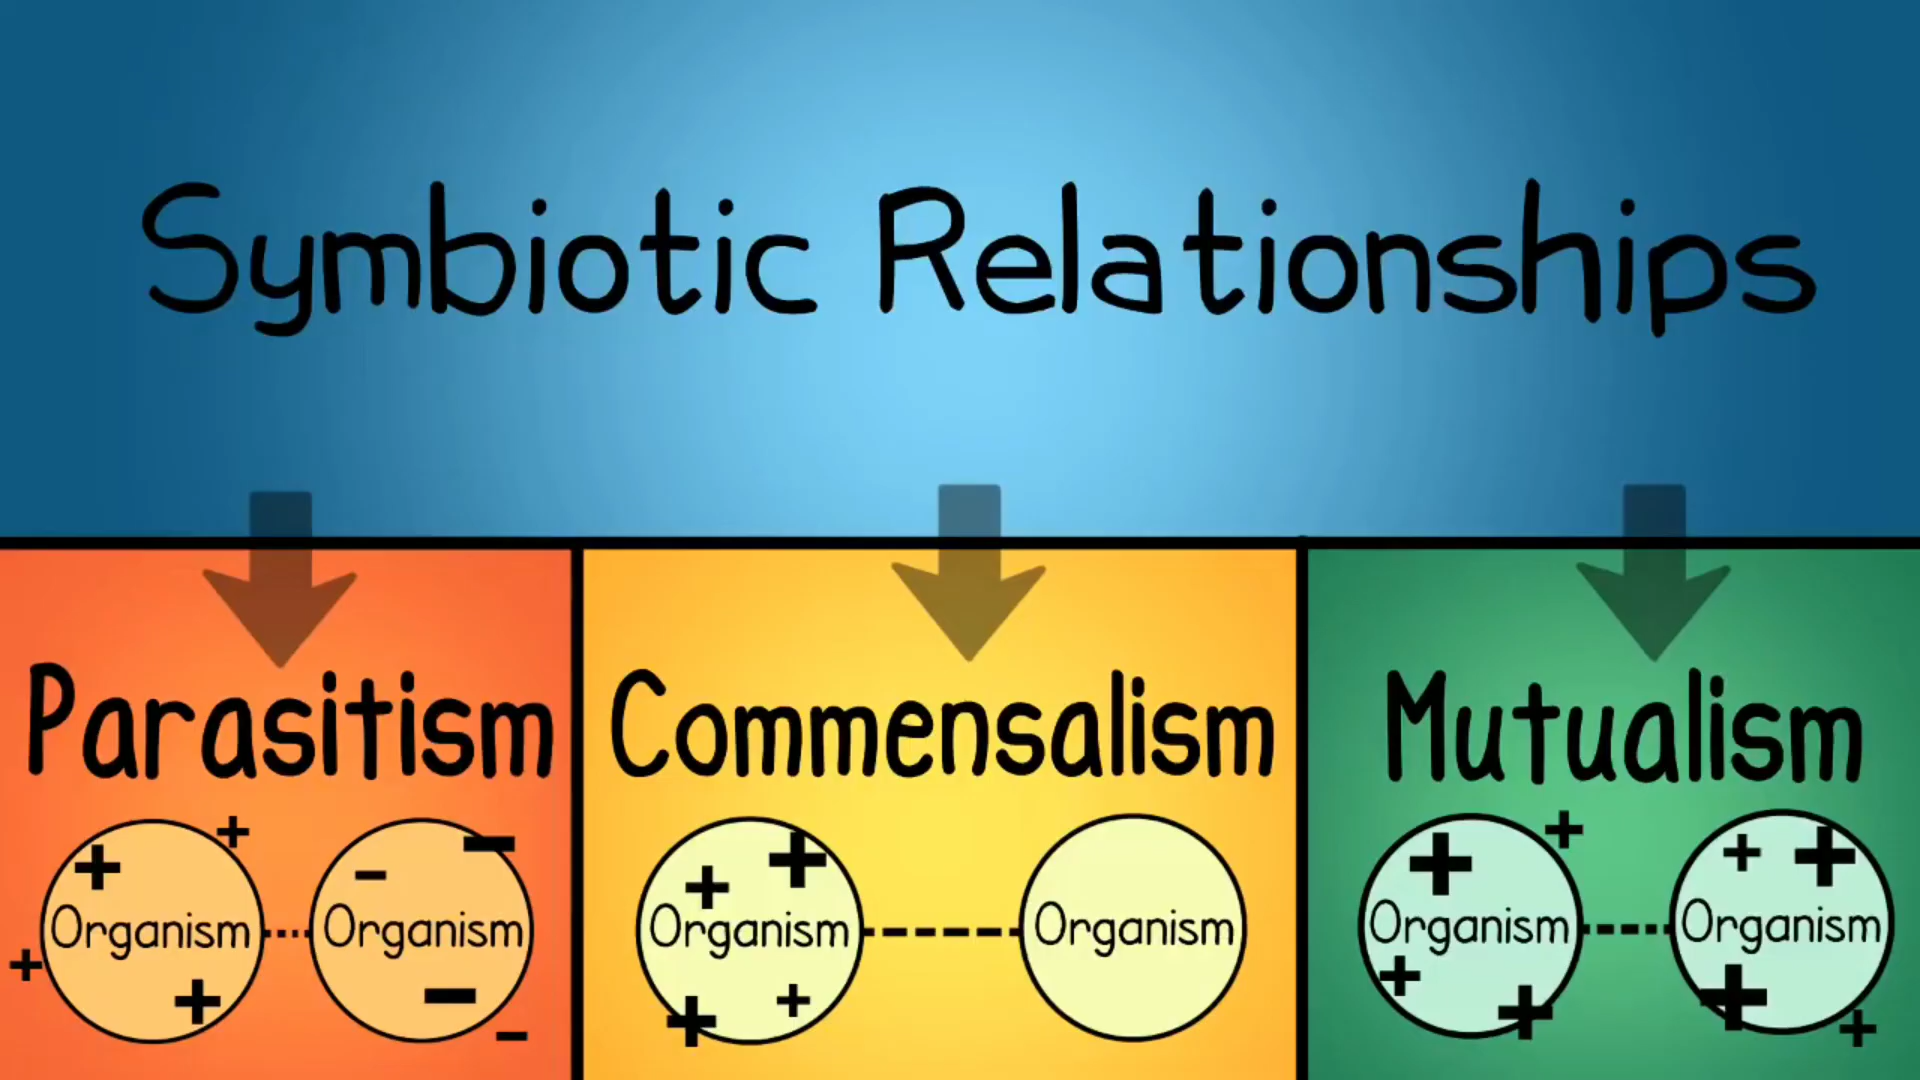 Symbiotic Relationships
Parasitism
Commensalism
Mutualism
Organism
Organism
Organism
Organism
Organism
Organism